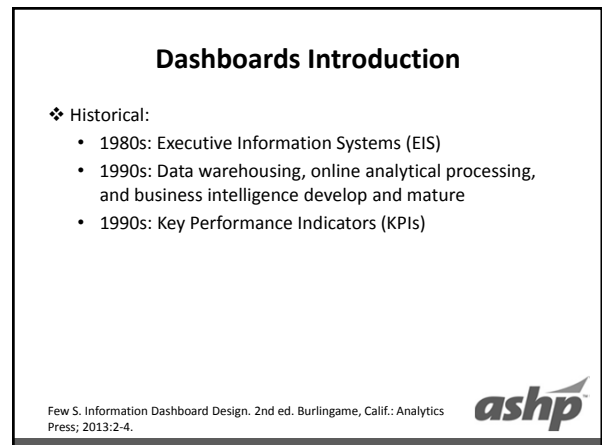 Dashboards Introduction
❖ Historical:
• 1980s: Executive Information Systems (EIS)
• 1990s: Data warehousing, online analytical processing,
and business intelligence develop and mature
• 1990s: Key Performance Indicators (KPIs)
Few S. Information Dashboard Design. 2nd ed. Burlingame, Calif.: Analytics
Press; 2013:2-4.
ashp